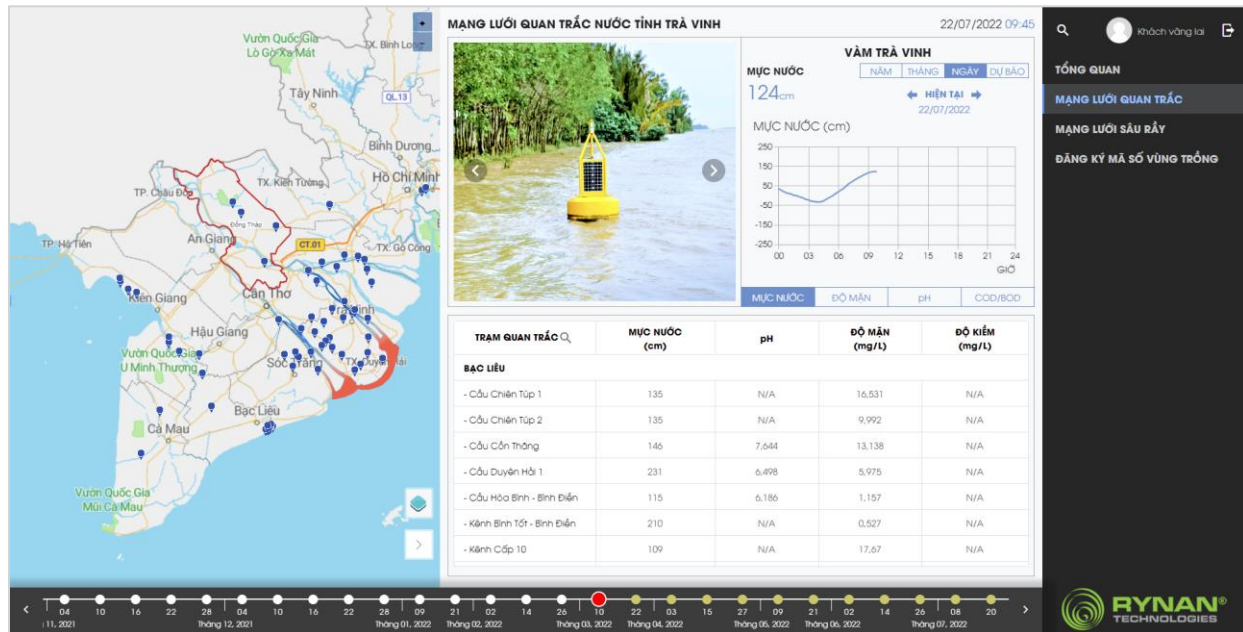 Vườn Quốc Gia
Lò Gò Xa Mát
TX. Bình Long
Tây Ninh
QL.13
Bình Dương
TX. Kiến Tường
Hồ Chí Minh
TP. Châu Đốc
Đồng Tháp
TP. Hà Tiên
An Giang
CT.01
TX. Gò Công
Kiên Giang
Cần Thơ
Trà Vinh
Hậu Giang
Vườn Quốc Gia
U Minh Thượng
Sóc Trăng
TX. Duyên Hải
Bạc Liêu
Cà Mau
Vườn Quốc Gia
Mũi Cà Mau
MẠNG LƯỚI QUAN TRẮC NƯỚC TỈNH TRÀ VINH
22/07/2022 09:45
VÀM TRÀ VINH
MỰC NƯỚC
NĂM THÁNG NGÀY DỰ BÁO
124cm
HIỆN TẠI
22/07/2022
MỰC NƯỚC (cm)
250
150
50
-50
-150
-250
00 03 06 09 12 15 18 21 24
GIỜ
MỰC NƯỚC ĐỘ MẶN pH COD/BOD
TRẠM QUAN TRẮC MỰC NƯỚC (cm) pH ĐỘ MẶN (mg/L) ĐỘ KIỀM (mg/L)
BẠC LIÊU
- Cầu Chiên Túp 1 135 N/A 16,531 N/A
- Cầu Chiên Túp 2 135 N/A 9,992 N/A
- Cầu Cồn Thăng 146 7,644 13,138 N/A
- Cầu Duyên Hải 1 231 6,498 5,975 N/A
- Cầu Hòa Bình - Bình Điền 115 6,186 1,157 N/A
- Kênh Bình Tốt - Bình Điền 210 N/A 0,527 N/A
- Kênh Cấp 10 109 N/A 17,67 N/A
Khách vãng lai
TỔNG QUAN
MẠNG LƯỚI QUAN TRẮC
MẠNG LƯỚI SÂU RẦY
ĐĂNG KÝ MÃ SỐ VÙNG TRỒNG
04 10 16 22 28 04 10 16 22 28 09 21 02 14 26 10 22 03 15 27 09 21 02 14 26 08 20
11, 2021 Tháng 12, 2021 Tháng 01, 2022 Tháng 02, 2022 Tháng 03, 2022 Tháng 04, 2022 Tháng 05, 2022 Tháng 06, 2022 Tháng 07, 2022
RYNAN®
TECHNOLOGIES